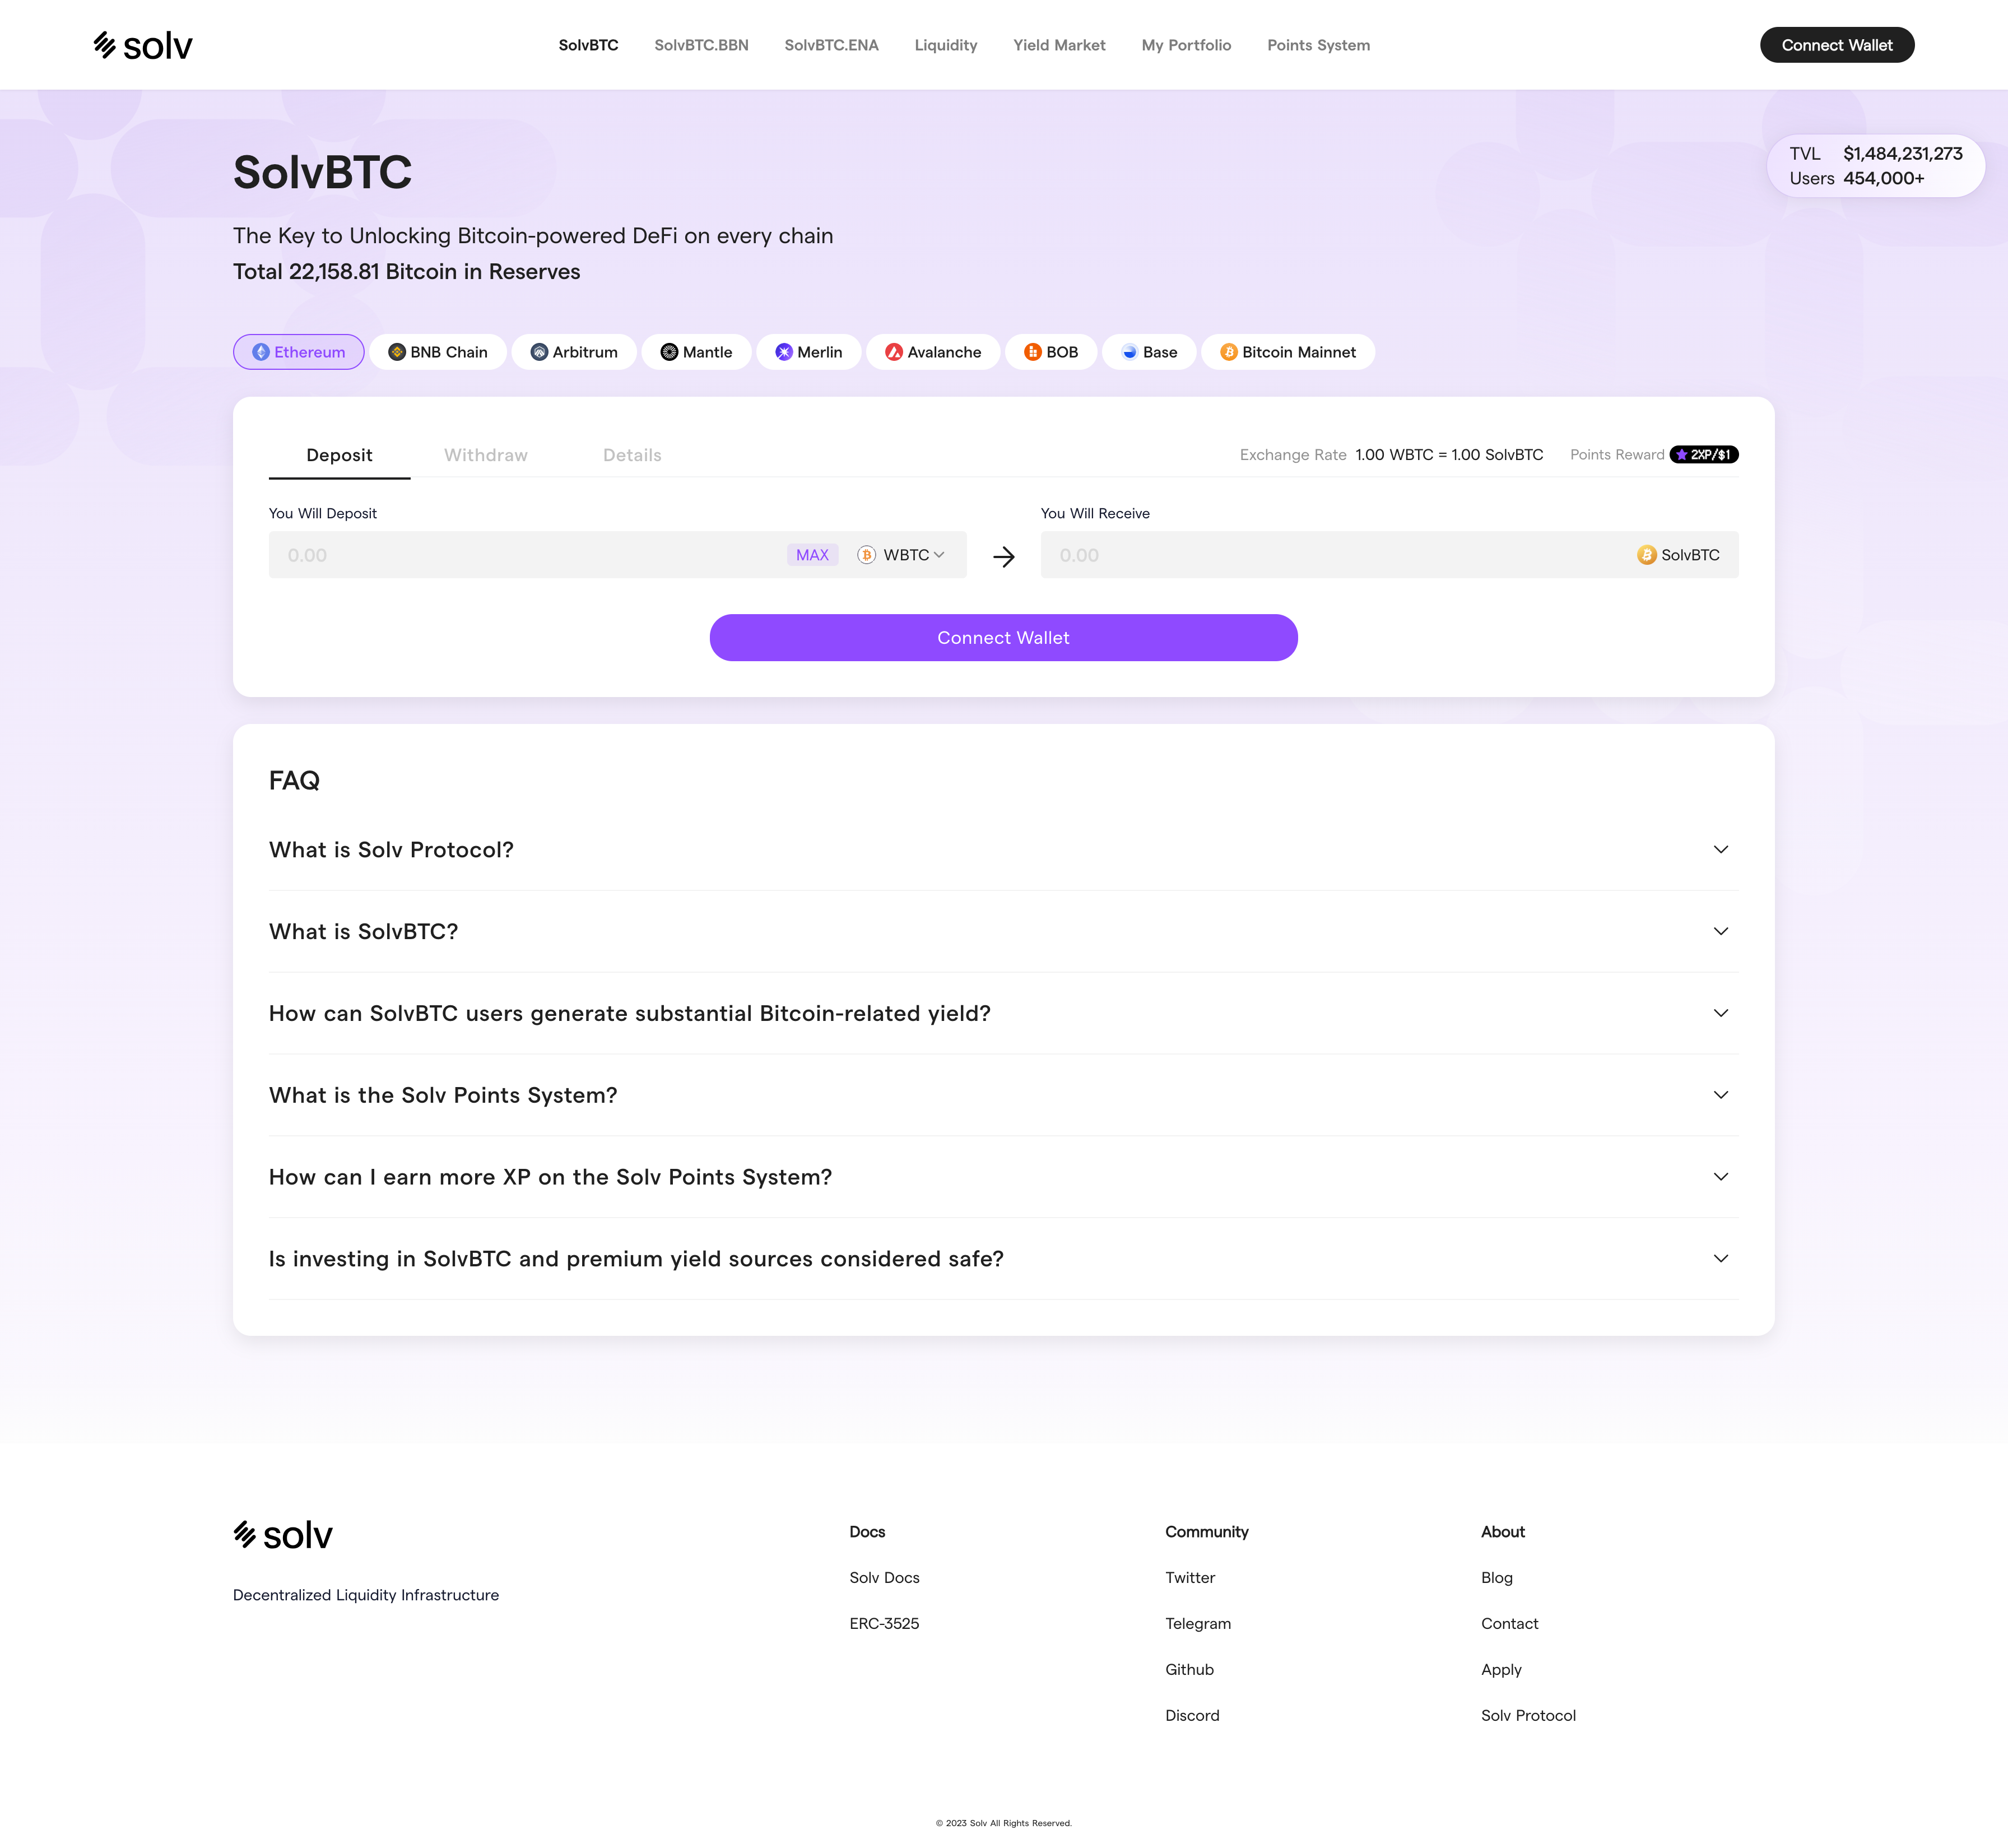 solv
SolvBTC SolvBTC.BBN SolvBTC.ENA Liquidity Yield Market My Portfolio Points System
Connect Wallet
TVL $1,484,231,273
Users 454,000+
SolvBTC
The Key to Unlocking Bitcoin-powered DeFi on every chain
Total 22,158.81 Bitcoin in Reserves
Ethereum BNB Chain Arbitrum Mantle Merlin Avalanche BOB Base Bitcoin Mainnet
Deposit Withdraw Details Exchange Rate 1.00 WBTC = 1.00 SolvBTC Points Reward 2XP/$1
You Will Deposit You Will Receive
0.00 MAX WBTC 0.00 SolvBTC
Connect Wallet
FAQ
What is Solv Protocol?
What is SolvBTC?
How can SolvBTC users generate substantial Bitcoin-related yield?
What is the Solv Points System?
How can I earn more XP on the Solv Points System?
Is investing in SolvBTC and premium yield sources considered safe?
solv
Decentralized Liquidity Infrastructure
Docs
Solv Docs
ERC-3525
Community
Twitter
Telegram
Github
Discord
About
Blog
Contact
Apply
Solv Protocol
© 2023 Solv All Rights Reserved.